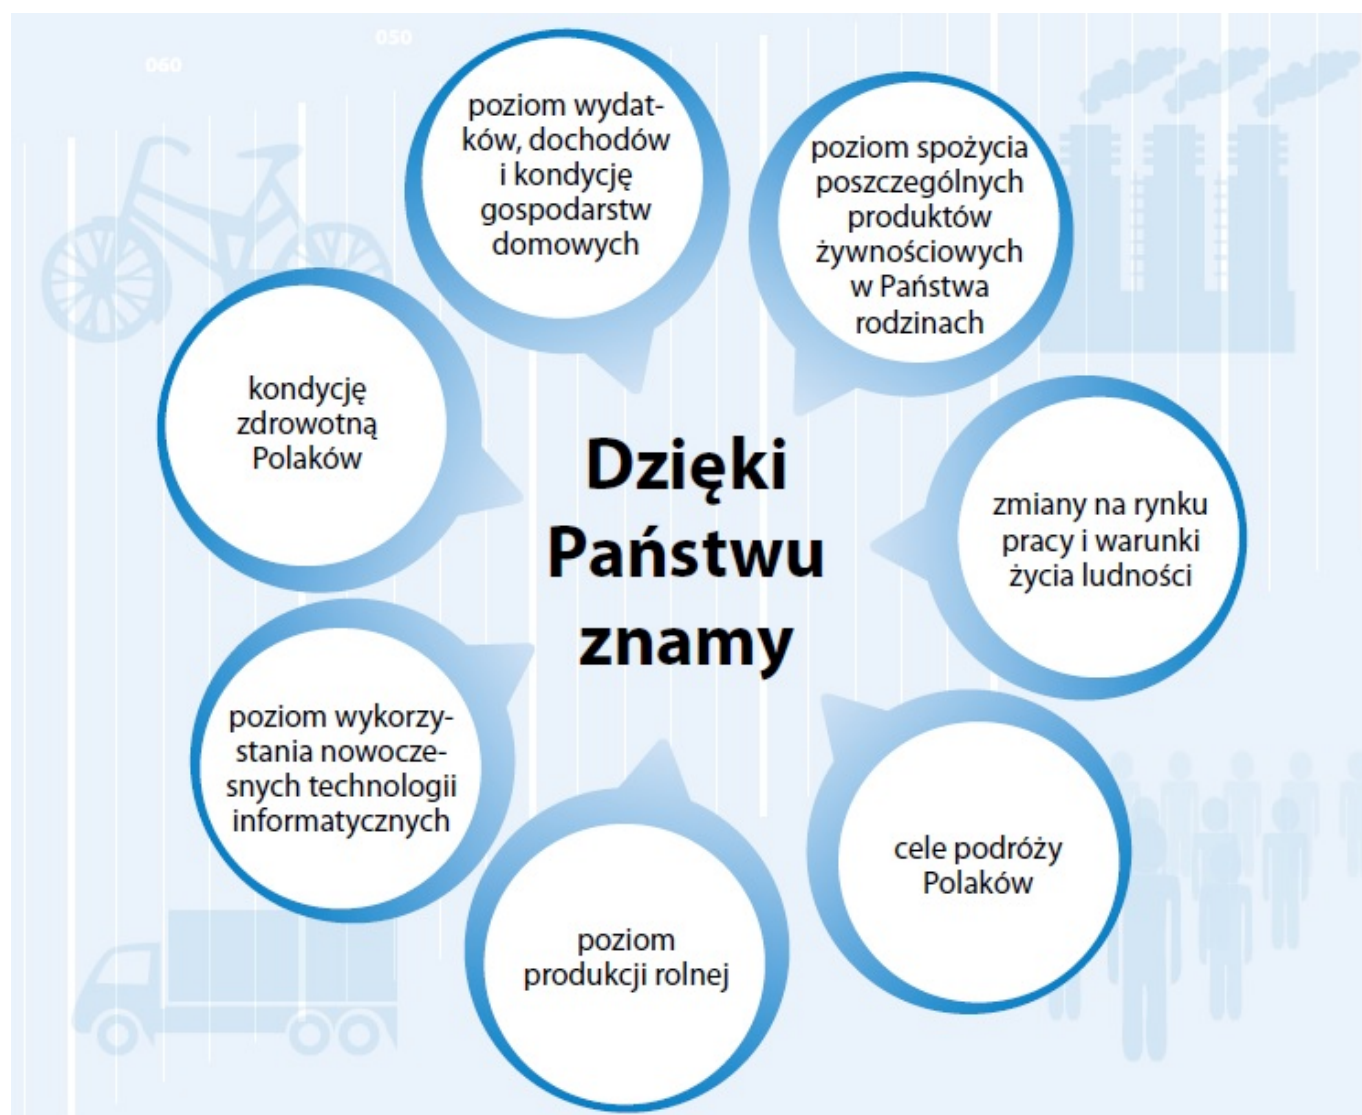 060
050
poziom wydat-
ków, dochodów
i kondycję
gospodarstw
domowych
poziom spożycia
poszczególnych
produktów
żywnościowych
w Państwa
rodzinach
kondycję
zdrowotną
Polaków
Dzięki
Państwu
znamy
zmiany na rynku
pracy i warunki
życia ludności
poziom wykorzy-
stania nowocze-
snych technologii
informatycznych
cele podróży
Polaków
poziom
produkcji rolnej